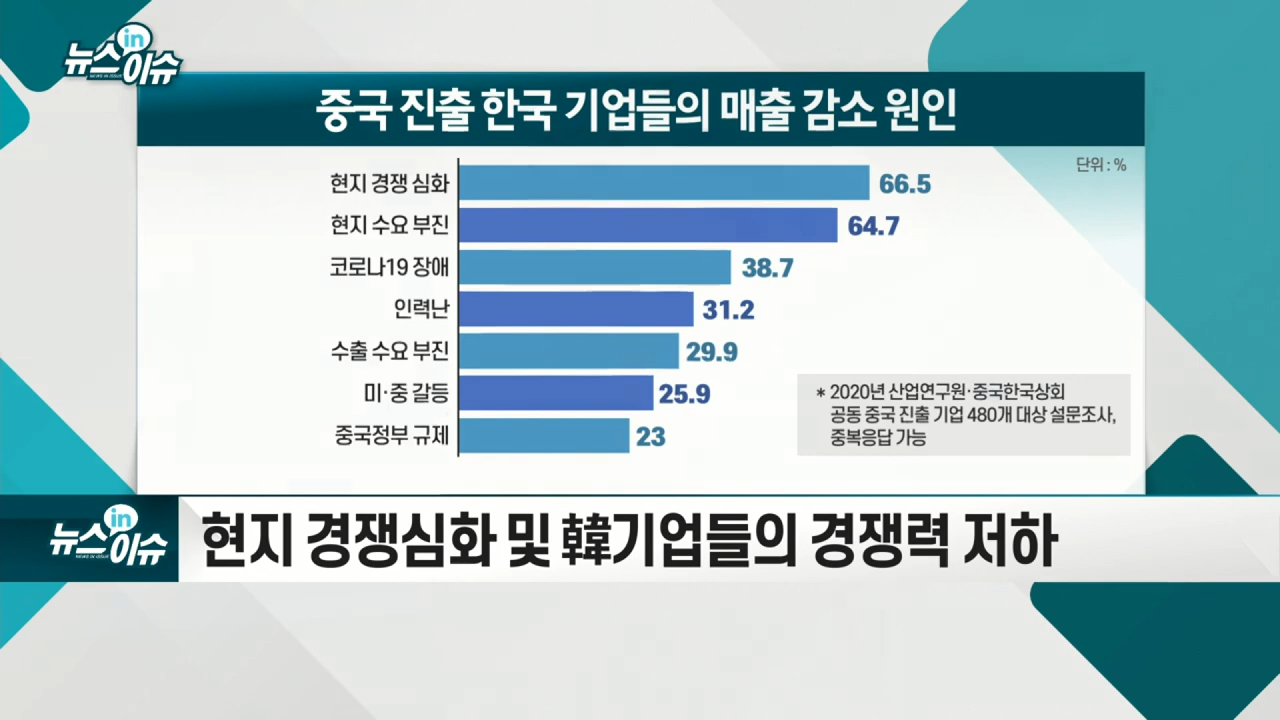 뉴스in이슈
NEWS IN ISSUE
중국 진출 한국 기업들의 매출 감소 원인
단위 : %
현지 경쟁 심화 66.5
현지 수요 부진 64.7
코로나19 장애 38.7
인력난 31.2
수출 수요 부진 29.9
미·중 갈등 25.9
중국정부 규제 23
* 2020년 산업연구원·중국한국상회
공동 중국 진출 기업 480개 대상 설문조사,
중복응답 가능
뉴스in이슈
NEWS IN ISSUE
현지 경쟁심화 및 韓기업들의 경쟁력 저하